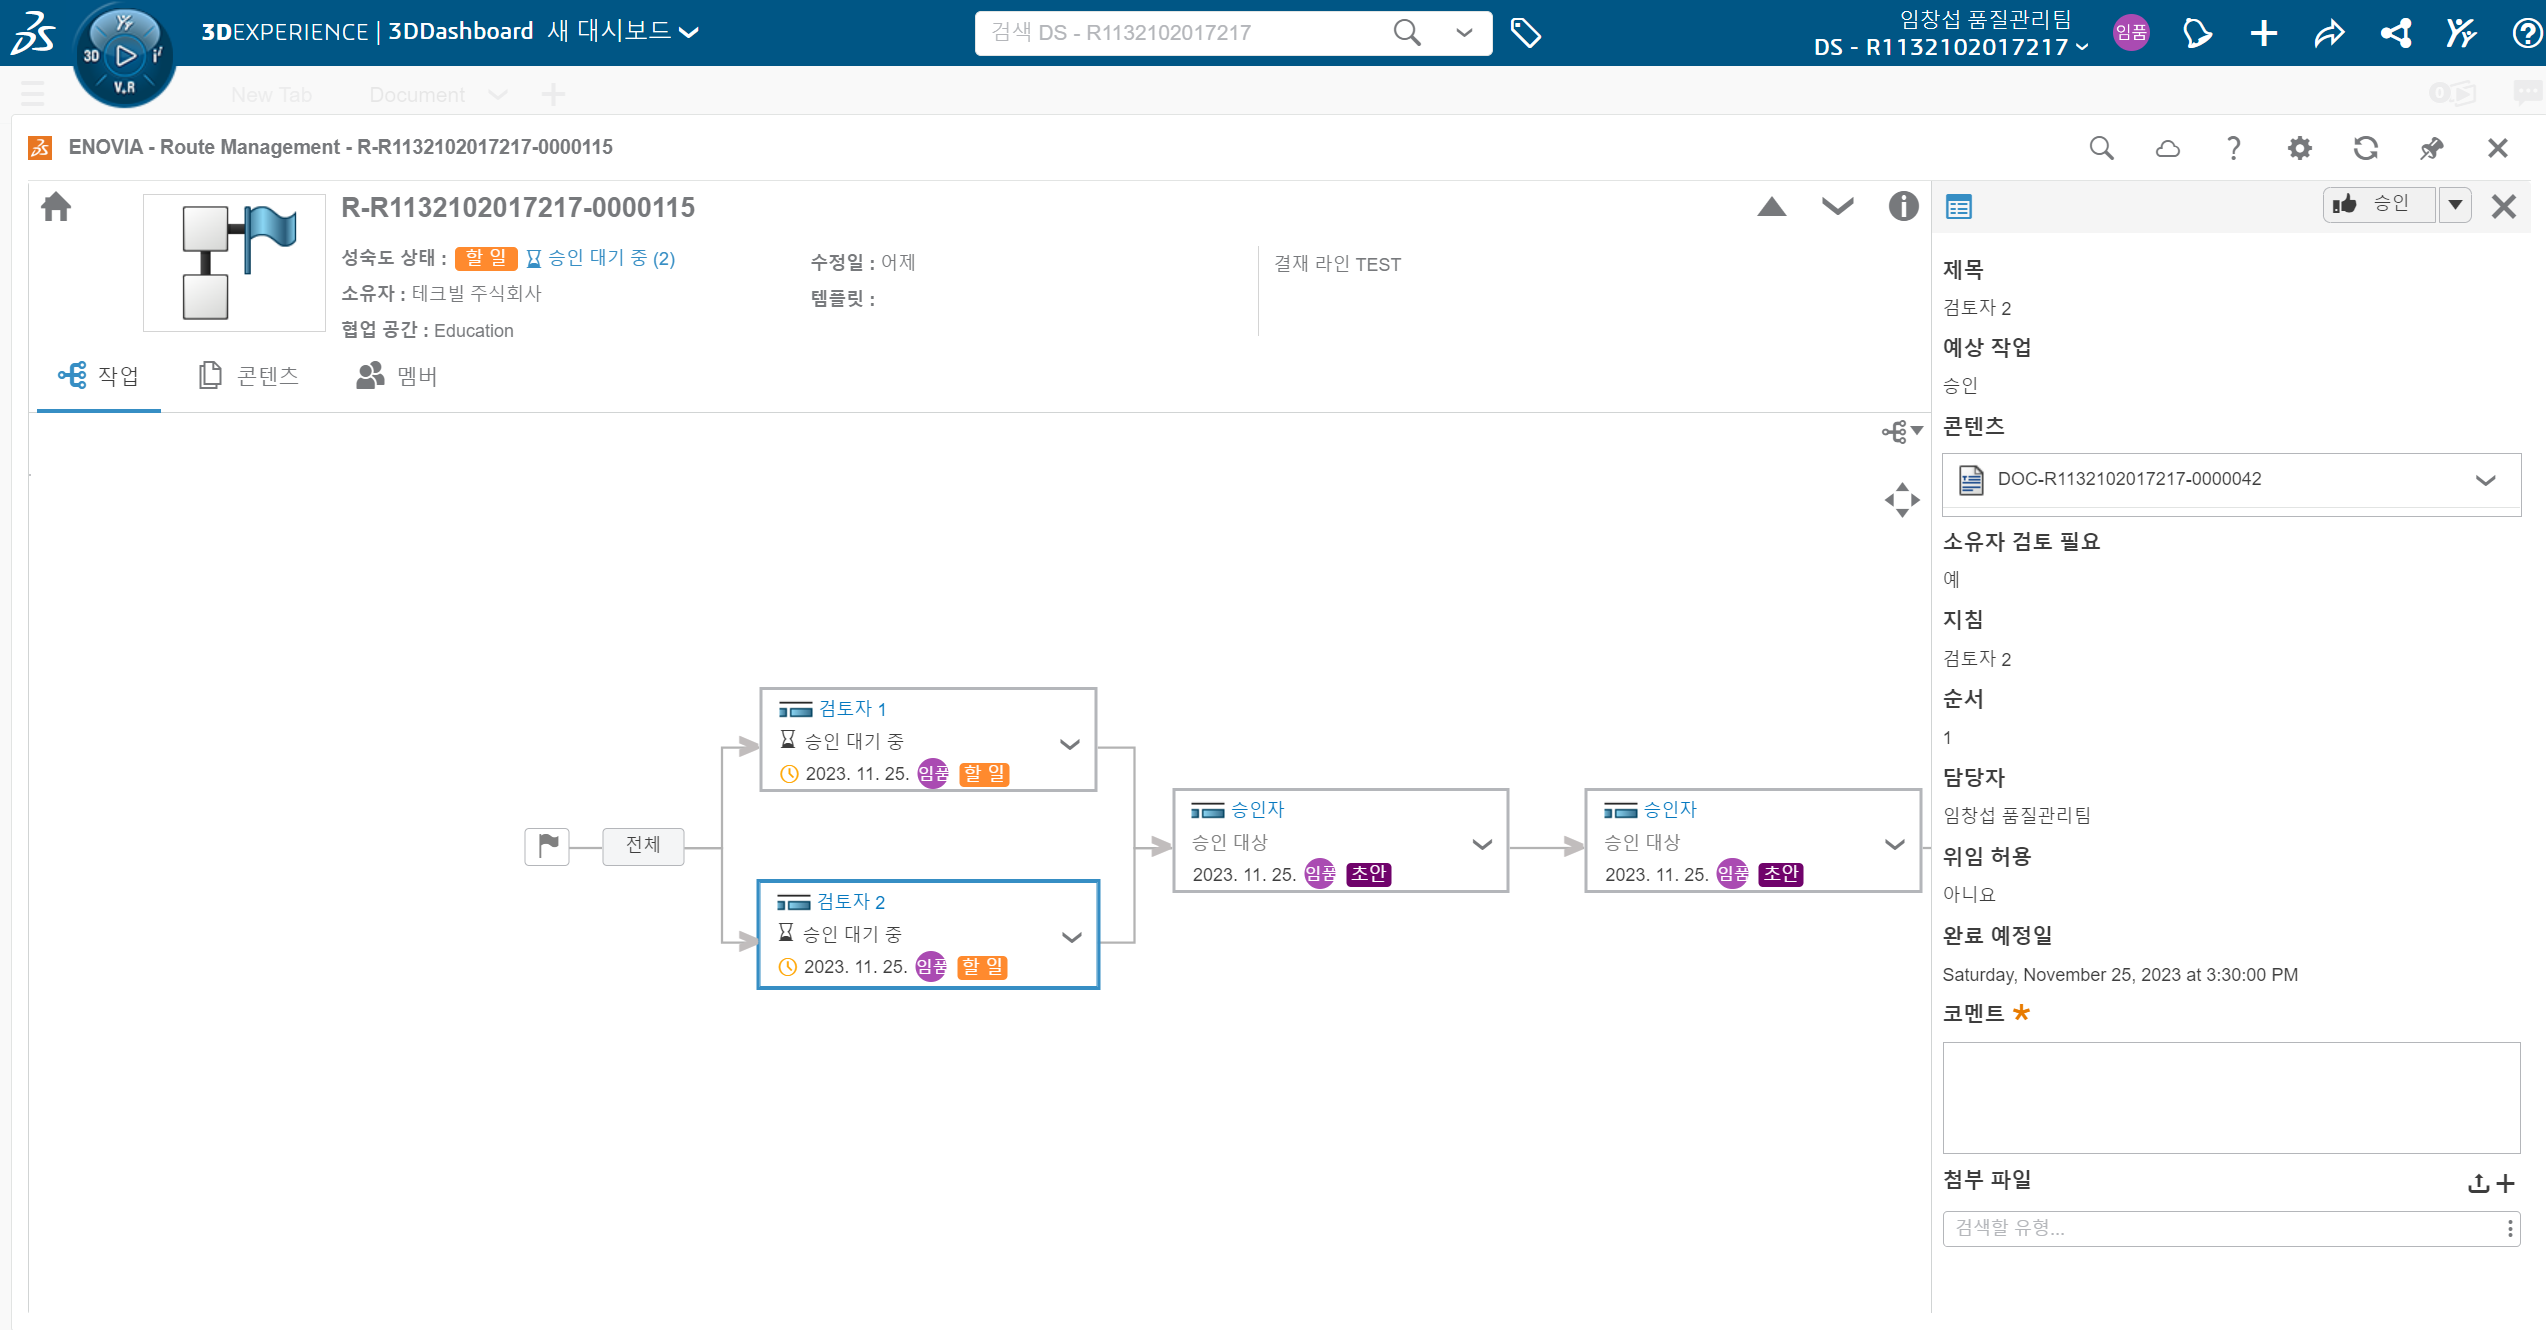 3DEXPERIENCE | 3DDashboard 새 대시보드
검색 DS - R1132102017217
임창섭 품질관리팀
DS - R1132102017217
임품
3D
V.R
New Tab
Document
0
ENOVIA - Route Management - R-R1132102017217-0000115
R-R1132102017217-0000115
성숙도 상태 : 할 일 승인 대기 중 (2)
소유자 : 테크빌 주식회사
협업 공간 : Education
수정일 : 어제
템플릿 :
결재 라인 TEST
작업
콘텐츠
멤버
전체
검토자 1
승인 대기 중
2023. 11. 25. 임품 할 일
검토자 2
승인 대기 중
2023. 11. 25. 임품 할 일
승인자
승인 대상
2023. 11. 25. 임품 초안
승인자
승인 대상
2023. 11. 25. 임품 초안
승인
제목
검토자 2
예상 작업
승인
콘텐츠
DOC-R1132102017217-0000042
소유자 검토 필요
예
지침
검토자 2
순서
1
담당자
임창섭 품질관리팀
위임 허용
아니요
완료 예정일
Saturday, November 25, 2023 at 3:30:00 PM
코멘트 *
첨부 파일
검색할 유형...